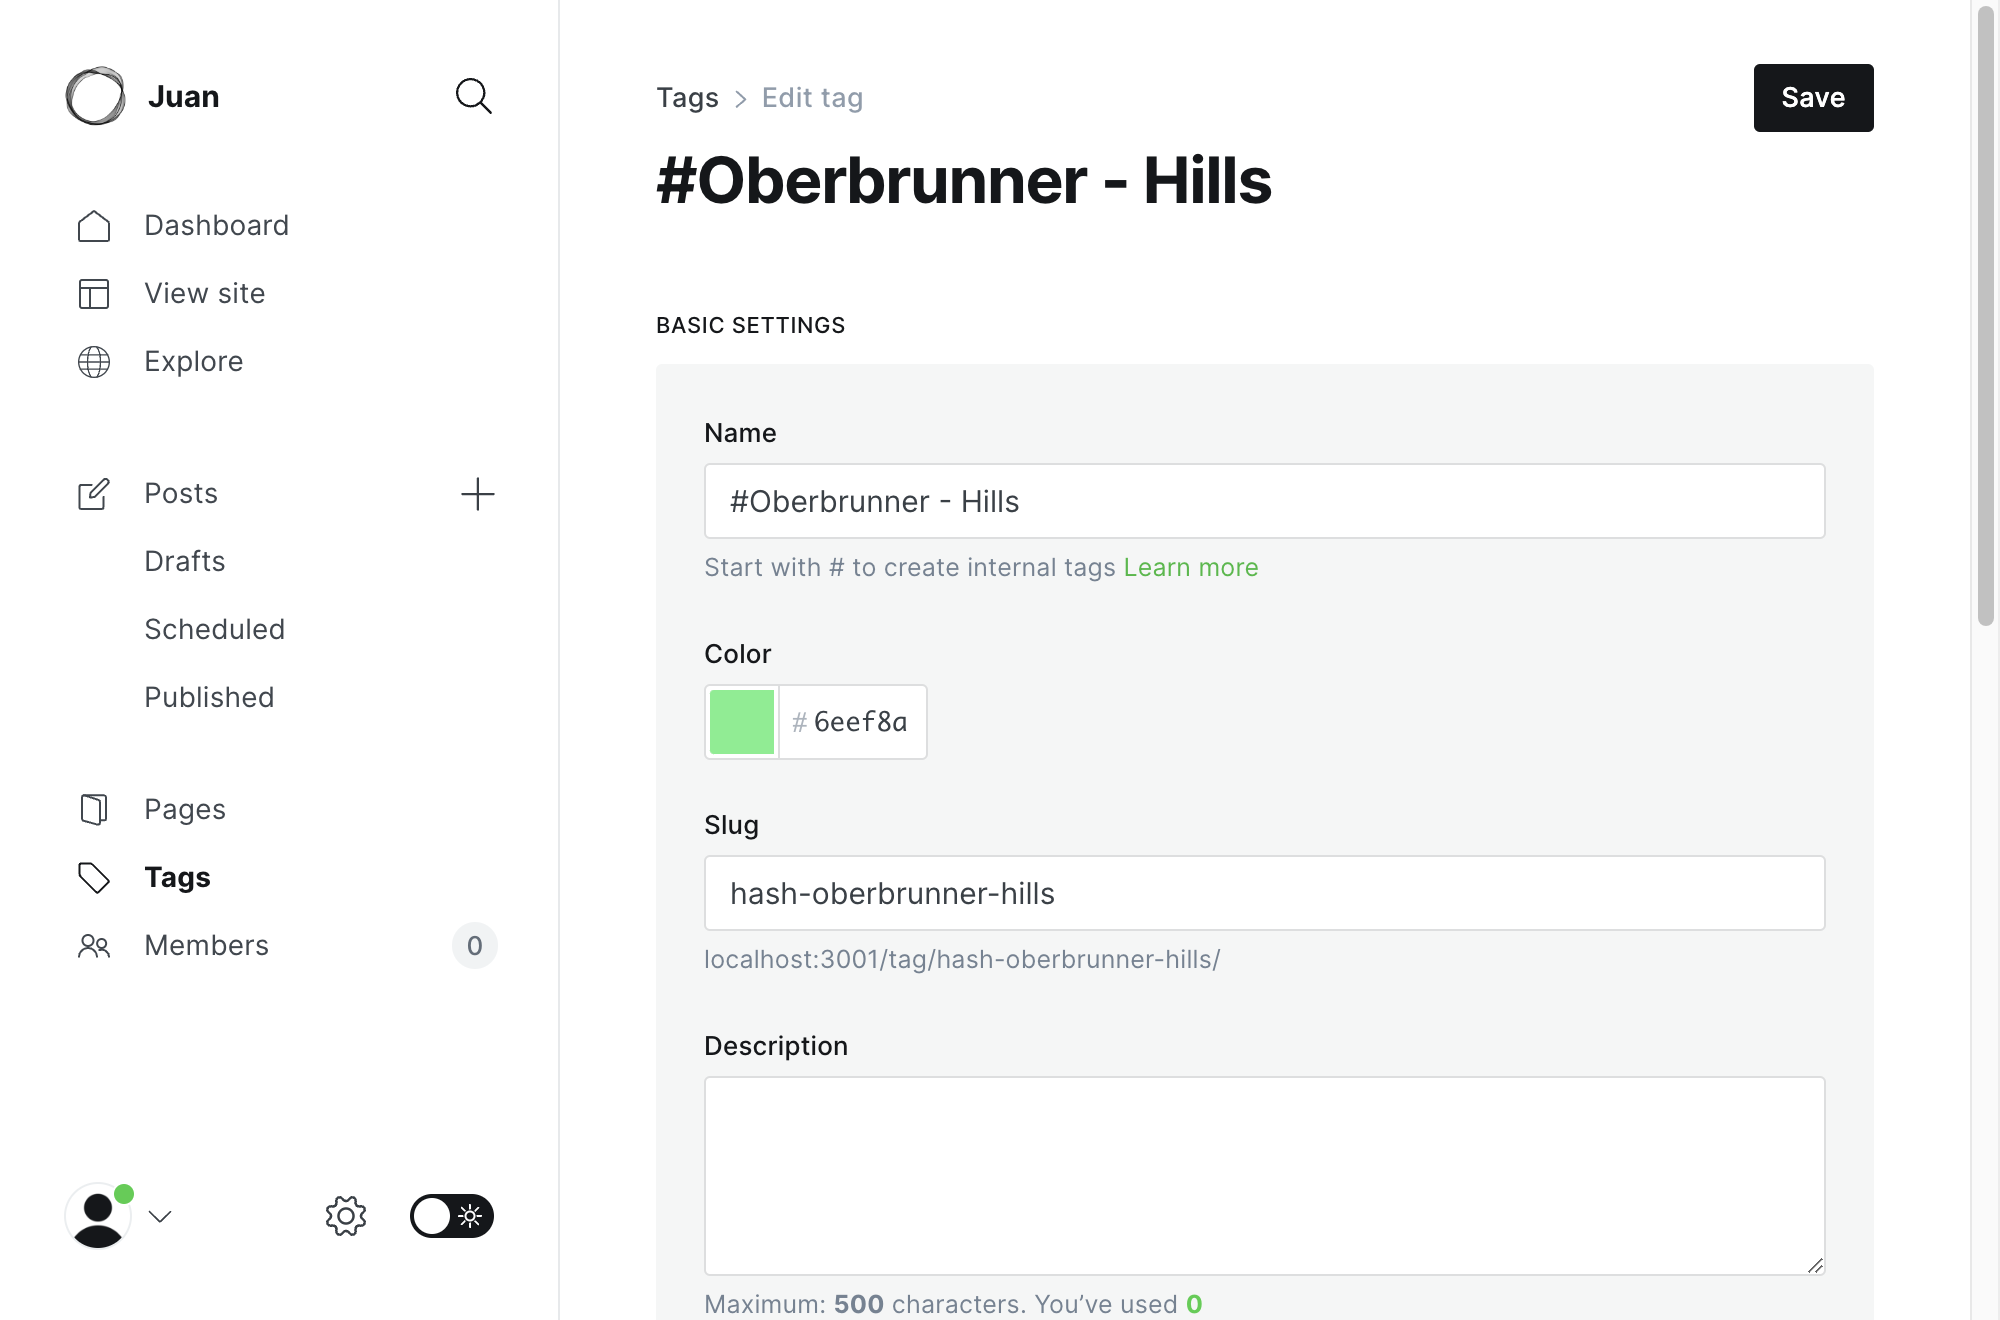 Juan
Dashboard
View site
Explore
Posts
Drafts
Scheduled
Published
Pages
Tags
Members 0
Tags > Edit tag
Save
#Oberbrunner - Hills
BASIC SETTINGS
Name
#Oberbrunner - Hills
Start with # to create internal tags Learn more
Color
# 6eef8a
Slug
hash-oberbrunner-hills
localhost:3001/tag/hash-oberbrunner-hills/
Description
Maximum: 500 characters. You’ve used 0